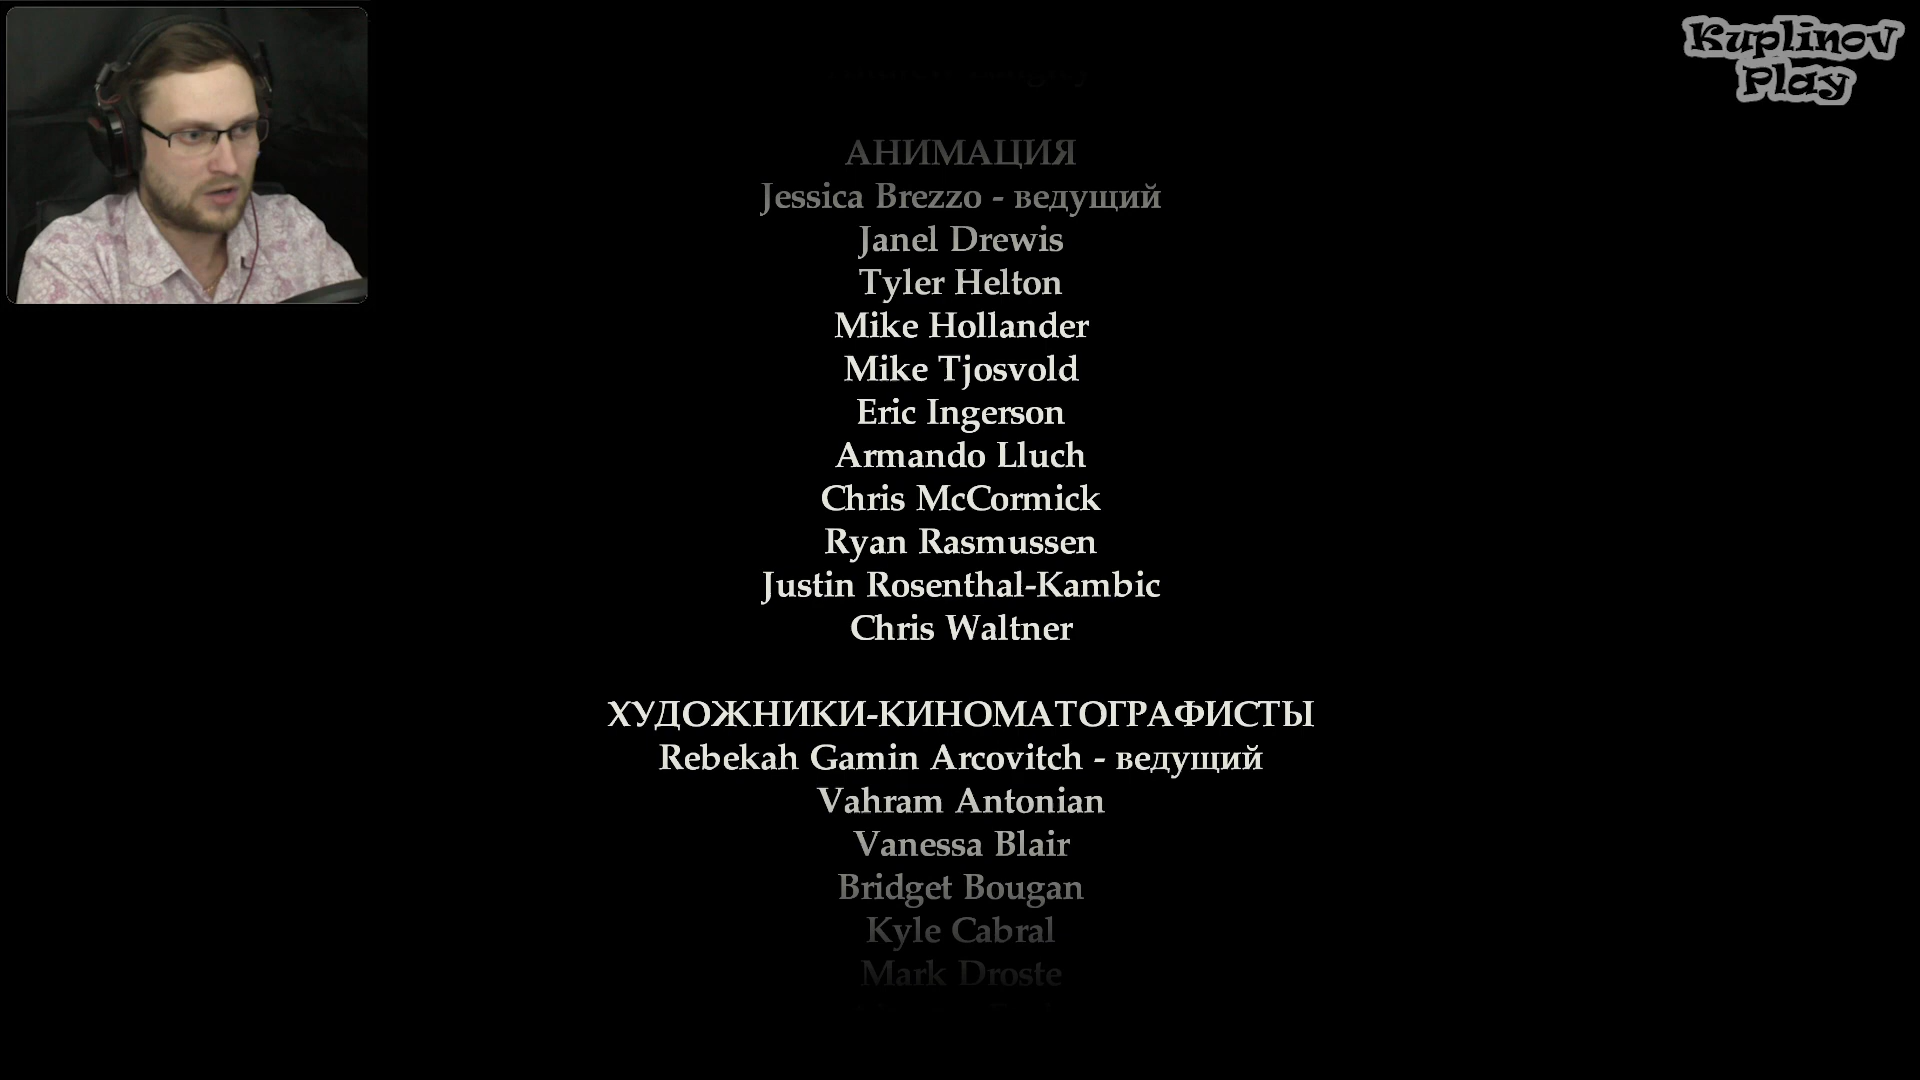 Kuplinov
Play
АНИМАЦИЯ
Jessica Brezzo - ведущий
Janel Drewis
Tyler Helton
Mike Hollander
Mike Tjosvold
Eric Ingerson
Armando Lluch
Chris McCormick
Ryan Rasmussen
Justin Rosenthal-Kambic
Chris Waltner
ХУДОЖНИКИ-КИНОМАТОГРАФИСТЫ
Rebekah Gamin Arcovitch - ведущий
Vahram Antonian
Vanessa Blair
Bridget Bougan
Kyle Cabral
Mark Droste